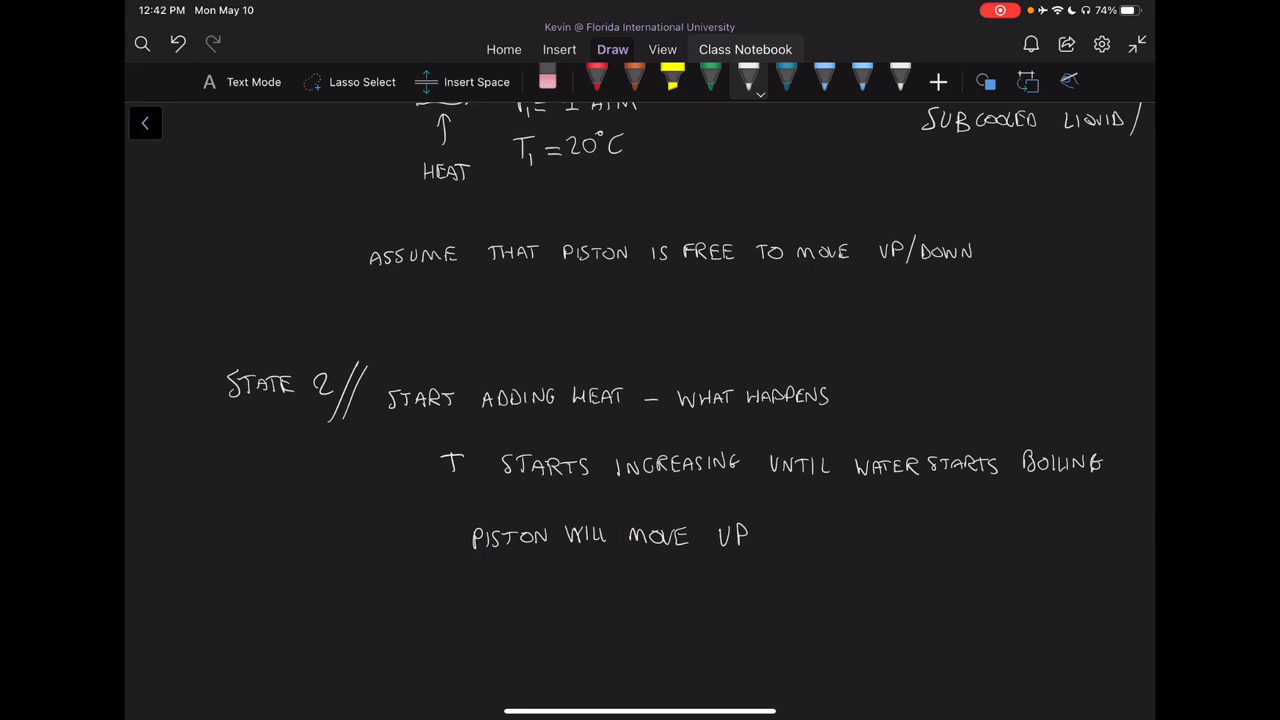 12:42 PM Mon May 10
74%
Kevin @ Florida International University
Home Insert Draw View Class Notebook
Text Mode Lasso Select Insert Space
= 1 ATM
SUBCOOLED LIQUID/
T₁ = 20°C
HEAT
ASSUME THAT PISTON IS FREE TO MOVE UP/DOWN
STATE 2// START ADDING HEAT – WHAT HAPPENS
T STARTS INCREASING UNTIL WATER STARTS BOILING
PISTON WILL MOVE UP